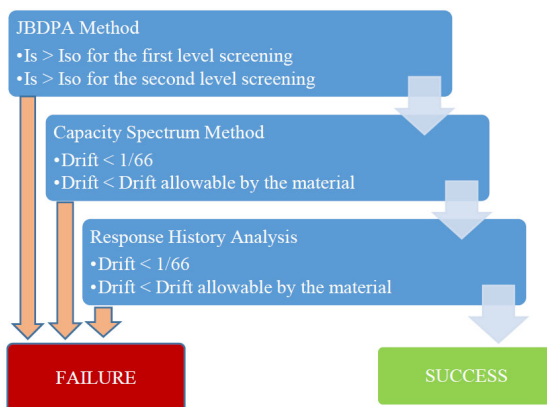 JBDPA Method
•Is > Iso for the first level screening
•Is > Iso for the second level screening
Capacity Spectrum Method
•Drift < 1/66
•Drift < Drift allowable by the material
Response History Analysis
•Drift < 1/66
•Drift < Drift allowable by the material
FAILURE
SUCCESS